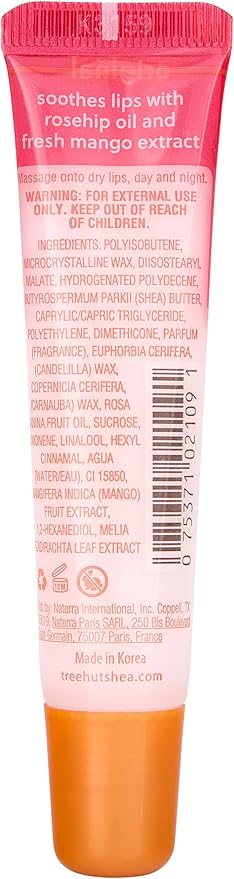 soothes lips with
rosehip oil and
fresh mango extract
Massage onto dry lips, day and night.
WARNING: FOR EXTERNAL USE
ONLY. KEEP OUT OF REACH
OF CHILDREN.
INGREDIENTS: POLYISOBUTENE,
MICROCRYSTALLINE WAX, DIISOSTEARYL
MALATE, HYDROGENATED POLYDECENE,
BUTYROSPERMUM PARKII (SHEA) BUTTER,
CAPRYLIC/CAPRIC TRIGLYCERIDE,
POLYETHYLENE, DIMETHICONE, PARFUM
(FRAGRANCE), EUPHORBIA CERIFERA,
(CANDELILLA) WAX,
COPERNICIA CERIFERA,
(CARNAUBA) WAX, ROSA
CANINA FRUIT OIL, SUCROSE,
LIMONENE, LINALOOL, HEXYL
CINNAMAL, AQUA
(WATER/EAU), CI 15850,
MANGIFERA INDICA (MANGO)
FRUIT EXTRACT,
1,2-HEXANEDIOL, MELIA
AZADIRACHTA LEAF EXTRACT
0 75371 02109 1
12M
Dist. by: Naterra International, Inc. Coppell, TX
75019, Naterra Paris SARL, 250 Bis Boulevard
Saint-Germain, 75007 Paris, France
Made in Korea
treehutshea.com